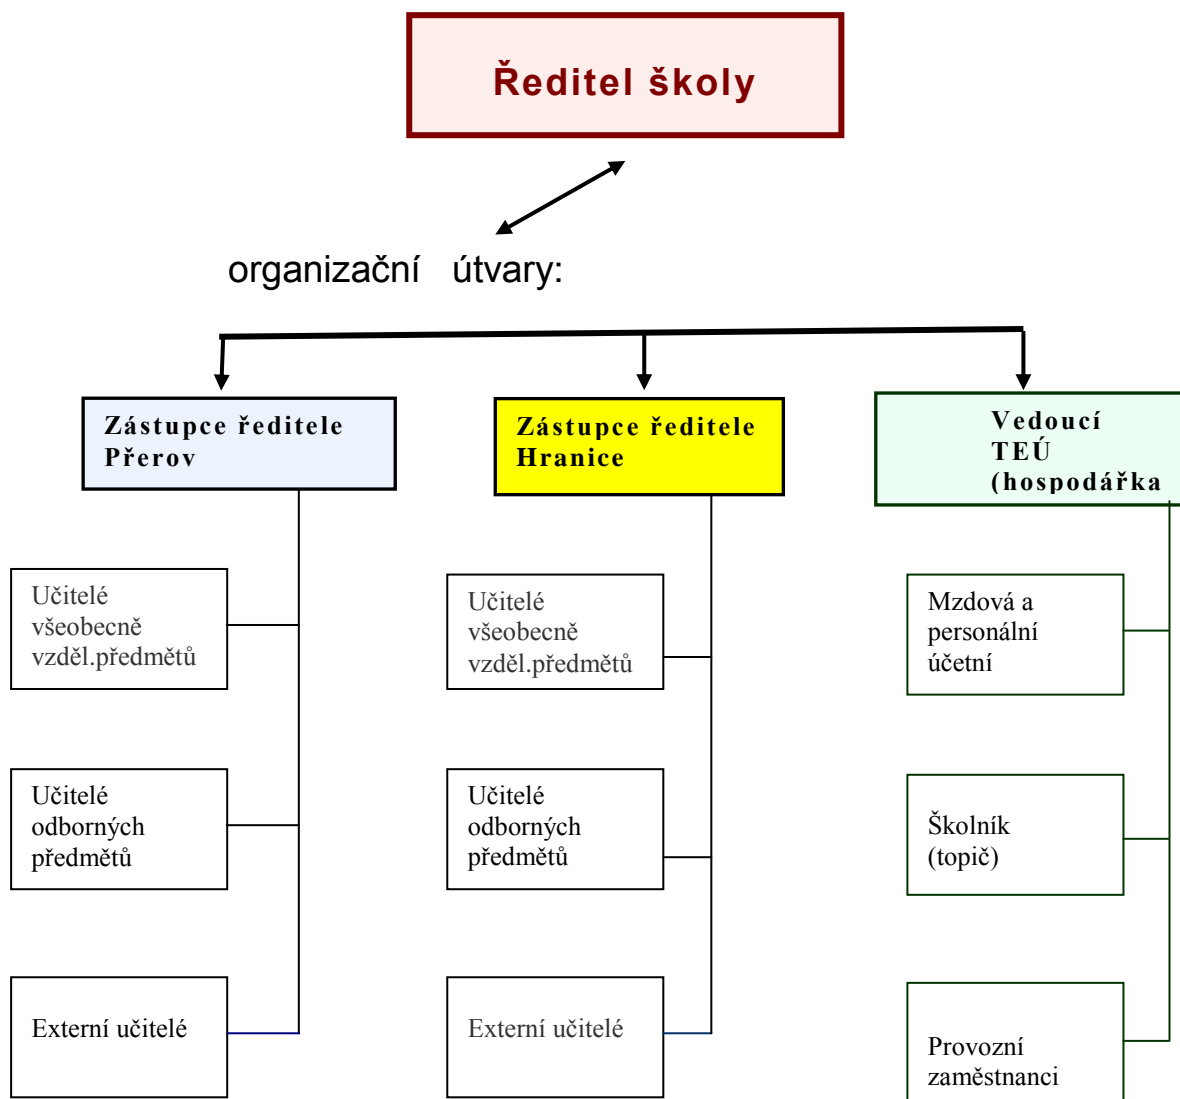 Ředitel školy
organizační útvary:
Zástupce ředitele
Přerov
Zástupce ředitele
Hranice
Vedoucí
TEÚ
(hospodářka
Učitelé
všeobecně
vzděl.předmětů
Učitelé
všeobecně
vzděl.předmětů
Mzdová a
personální
účetní
Učitelé
odborných
předmětů
Učitelé
odborných
předmětů
Školník
(topič)
Externí učitelé
Externí učitelé
Provozní
zaměstnanci